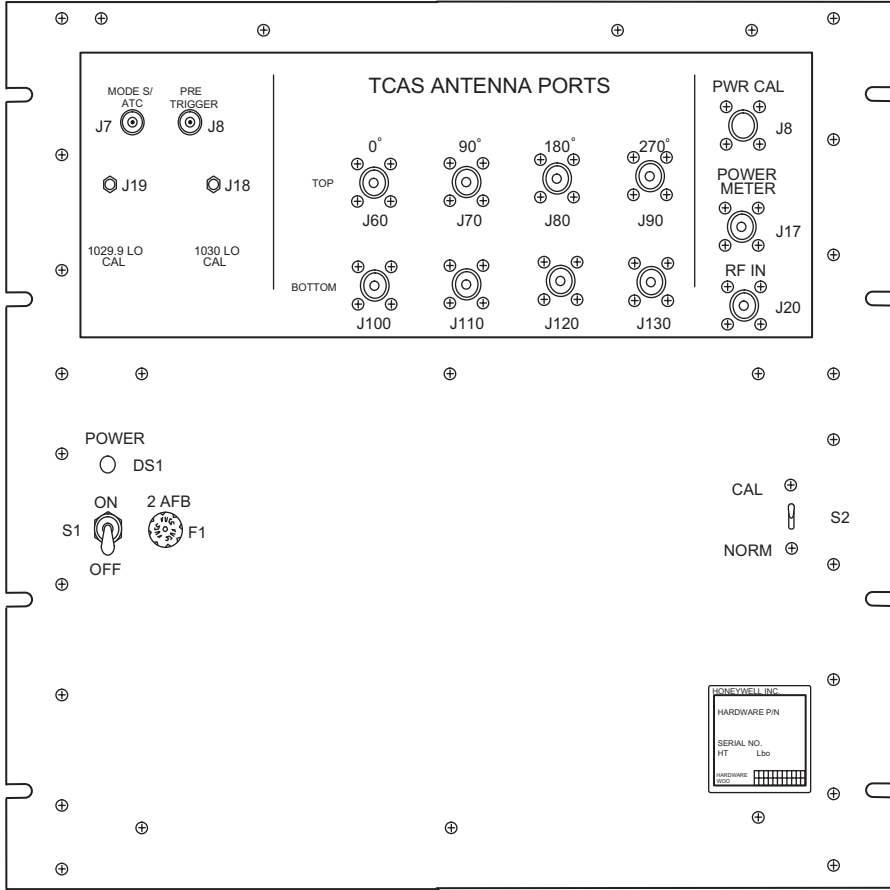 MODE S/
ATC
PRE
TRIGGER
J7
J8
J19
J18
1029.9 LO
CAL
1030 LO
CAL
TCAS ANTENNA PORTS
0°
90°
180°
270°
TOP
J60
J70
J80
J90
BOTTOM
J100
J110
J120
J130
PWR CAL
J8
POWER
METER
J17
RF IN
J20
POWER
DS1
ON
2 AFB
S1
F1
OFF
CAL
S2
NORM
HONEYWELL INC.
HARDWARE P/N
SERIAL NO.
HT Lbo
HARDWARE
WOO